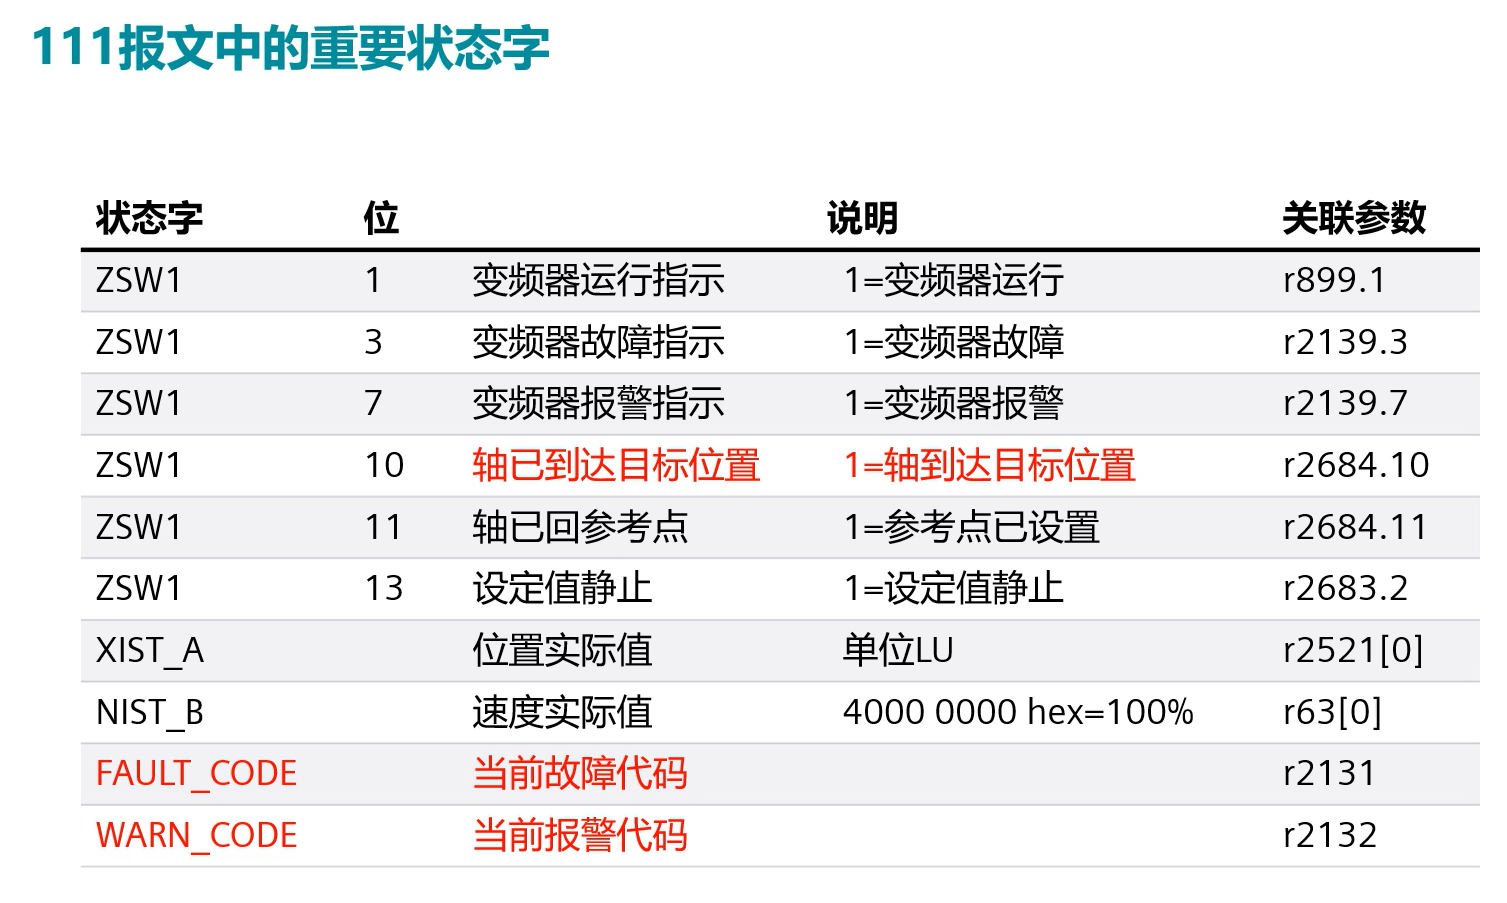 111报文中的重要状态字
状态字 位 说明 关联参数
ZSW1 1 变频器运行指示 1=变频器运行 r899.1
ZSW1 3 变频器故障指示 1=变频器故障 r2139.3
ZSW1 7 变频器报警指示 1=变频器报警 r2139.7
ZSW1 10 轴已到达目标位置 1=轴到达目标位置 r2684.10
ZSW1 11 轴已回参考点 1=参考点已设置 r2684.11
ZSW1 13 设定值静止 1=设定值静止 r2683.2
XIST_A 位置实际值 单位LU r2521[0]
NIST_B 速度实际值 4000 0000 hex=100% r63[0]
FAULT_CODE 当前故障代码 r2131
WARN_CODE 当前报警代码 r2132